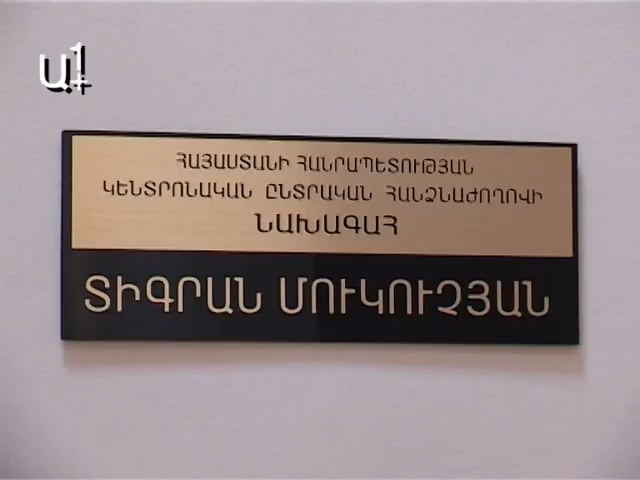 Ա1+
ՀԱՅԱՍՏԱՆԻ ՀԱՆՐԱՊԵՏՈՒԹՅԱՆ
ԿԵՆՏՐՈՆԱԿԱՆ ԸՆՏՐԱԿԱՆ ՀԱՆՁՆԱԺՈՂՈՎԻ
ՆԱԽԱԳԱՀ
ՏԻԳՐԱՆ ՄՈՒԿՈՒՉՅԱՆ